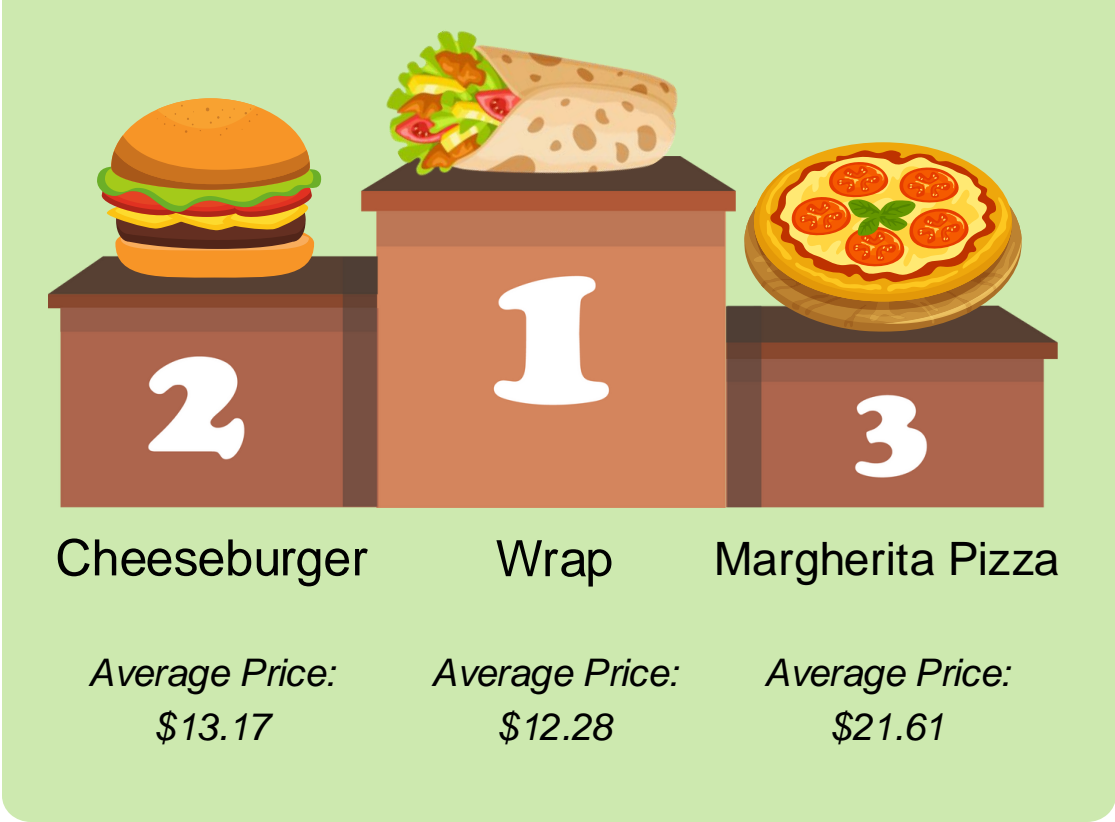 1
2
3
Cheeseburger
Wrap
Margherita Pizza
Average Price:
$13.17
Average Price:
$12.28
Average Price:
$21.61